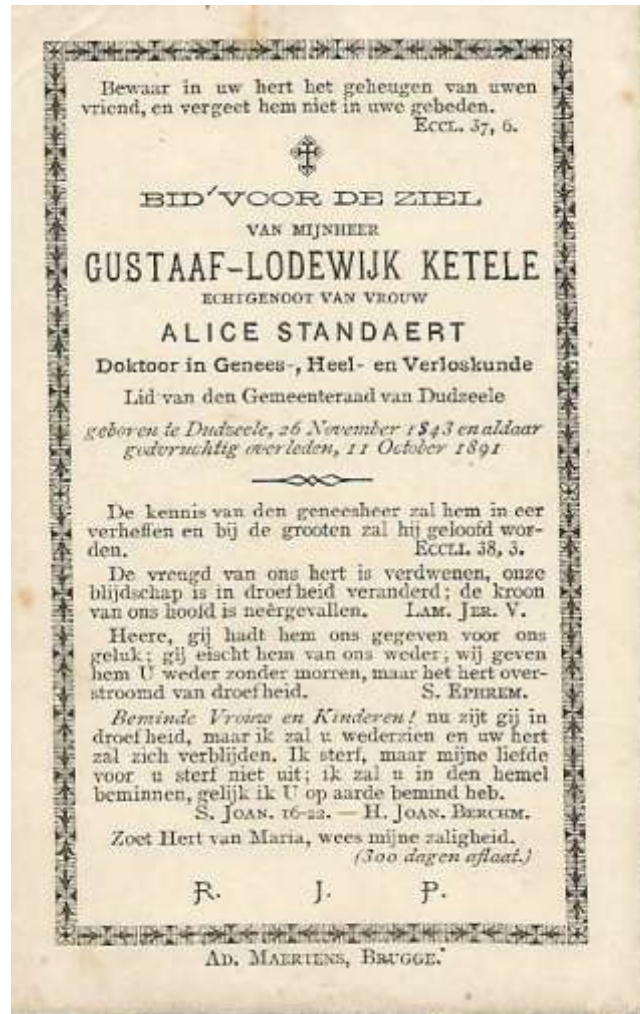 Bewaar in uw hert het geheugen van uwen
vriend, en vergeet hem niet in uwe gebeden.
ECCL. 37, 6.
BID VOOR DE ZIEL
VAN MIJNHEER
GUSTAAF-LODEWIJK KETELE
ECHTGENOOT VAN VROUW
ALICE STANDAERT
Doktoor in Genees-, Heel- en Verloskunde
Lid van den Gemeenteraad van Dudzeele
geboren te Dudzeele, 26 November 1843 en aldaar
godvruchtig overleden, 11 October 1891
De kennis van den geneesheer zal hem in eer
verheffen en bij de grooten zal hij geloofd wor-
den. ECCLI. 38, 3.
De vreugd van ons hert is verdwenen, onze
blijdschap is in droefheid veranderd; de kroon
van ons hoofd is neêrgevallen. LAM. JER. V.
Heere, gij hadt hem ons gegeven voor ons
geluk; gij eischt hem van ons weder; wij geven
hem U weder zonder morren, maar het hert over-
stroomd van droefheid. S. EPHREM.
Beminde Vrouw en Kinderen! nu zijt gij in
droefheid, maar ik zal u wederzien en uw hert
zal zich verblijden. Ik sterf, maar mijne liefde
voor u sterf niet uit; ik zal u in den hemel
beminnen, gelijk ik U op aarde bemind heb.
S. JOAN. 16-22. — H. JOAN. BERCHM.
Zoet Hert van Maria, wees mijne zaligheid.
(300 dagen aflaat.)
R. J. P.
AD. MAERTENS, BRUGGE.